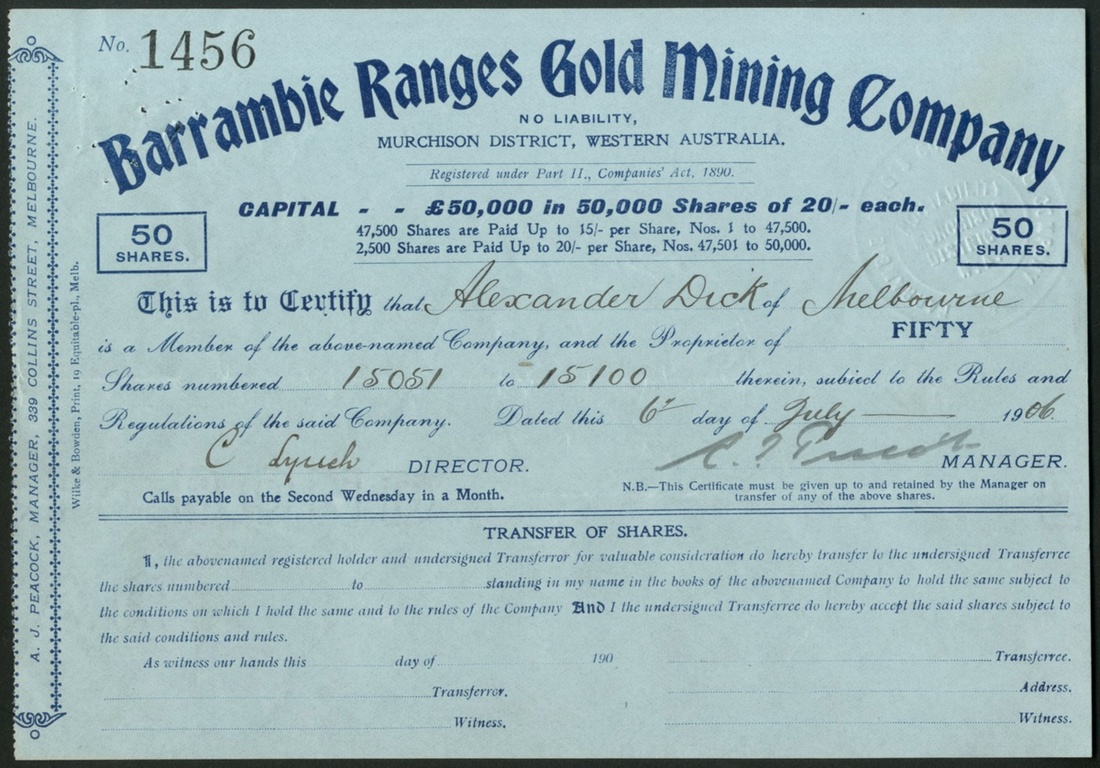 No. 1456
Barrambie Ranges Gold Mining Company
NO LIABILITY,
MURCHISON DISTRICT, WESTERN AUSTRALIA.
Registered under Part II., Companies' Act, 1890.
CAPITAL - - £50,000 in 50,000 Shares of 20/- each.
47,500 Shares are Paid Up to 15/- per Share, Nos. 1 to 47,500.
2,500 Shares are Paid Up to 20/- per Share, Nos. 47,501 to 50,000.
50
SHARES.
50
SHARES.
This is to Certify that Alexander Dick of Melbourne
is a Member of the above-named Company, and the Proprietor of FIFTY
Shares numbered 15051 to 15100 therein, subject to the Rules and
Regulations of the said Company. Dated this 6th day of July 1906.
C Lynch DIRECTOR. A. J. Peacock MANAGER.
Calls payable on the Second Wednesday in a Month.
N.B.—This Certificate must be given up to and retained by the Manager on
transfer of any of the above shares.
TRANSFER OF SHARES.
I, the abovenamed registered holder and undersigned Transferror for valuable consideration do hereby transfer to the undersigned Transferree
the shares numbered to standing in my name in the books of the abovenamed Company to hold the same subject to
the conditions on which I hold the same and to the rules of the Company And I the undersigned Transferree do hereby accept the said shares subject to
the said conditions and rules.
As witness our hands this day of 190
Transferree.
Transferror.
Address.
Witness.
Witness.
A. J. PEACOCK, MANAGER, 339 COLLINS STREET, MELBOURNE.
Wilke & Bowden, Print, 19 Equitable-pl, Melb.